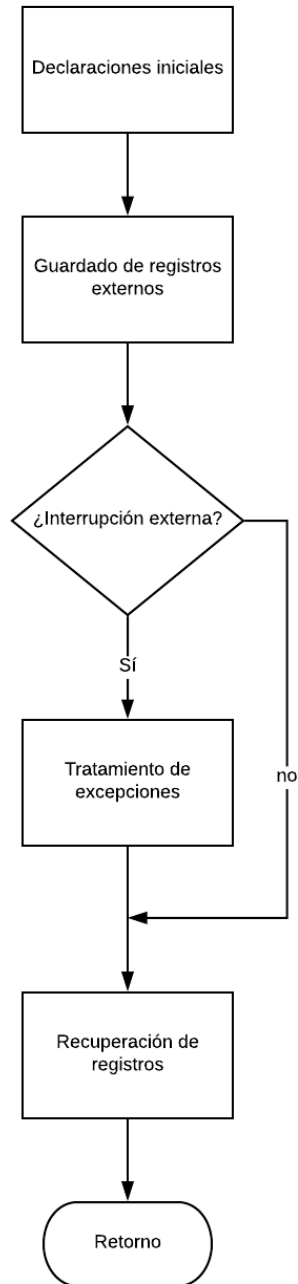 Declaraciones iniciales
Guardado de registros
externos
¿Interrupción externa?
Sí
Tratamiento de
excepciones
no
Recuperación de
registros
Retorno